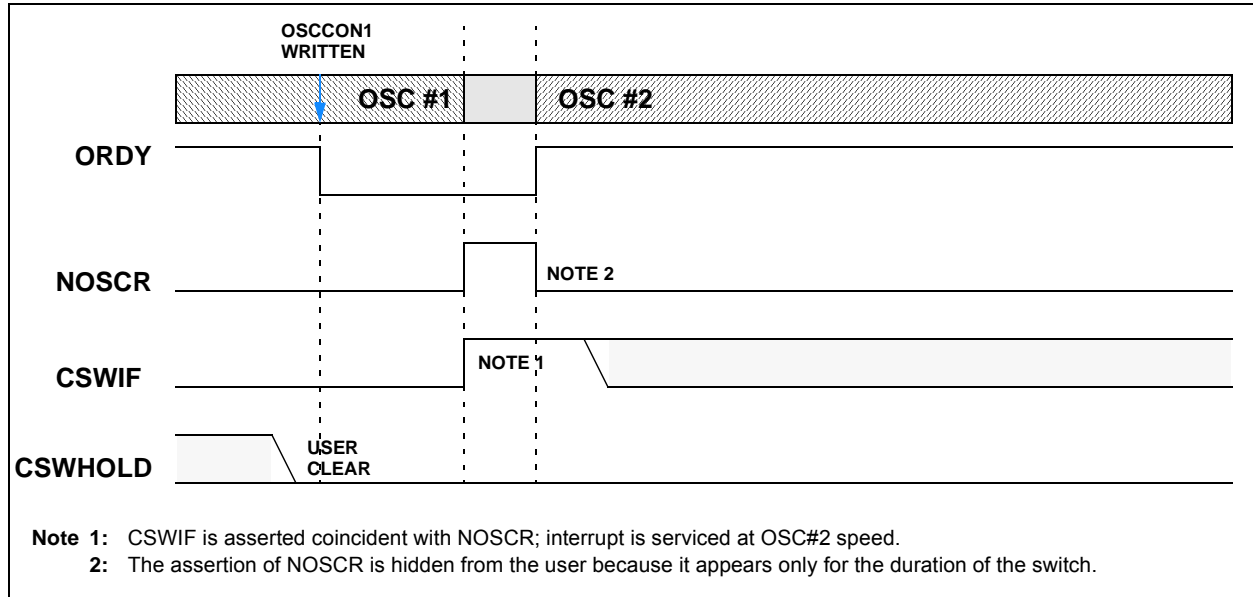 OSCCON1
WRITTEN
OSC #1
OSC #2
ORDY
NOSCR
NOTE 2
CSWIF
NOTE 1
CSWHOLD
USER
CLEAR
Note 1: CSWIF is asserted coincident with NOSCR; interrupt is serviced at OSC#2 speed.
2: The assertion of NOSCR is hidden from the user because it appears only for the duration of the switch.